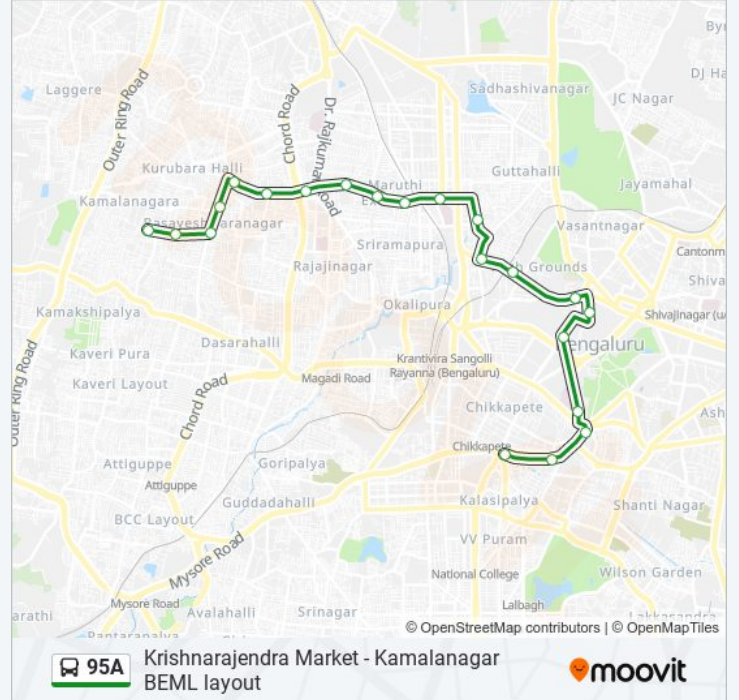 Laggere
Outer Ring Road
Chord Road
Dr. Rajkumar
Sadhashivanagar
DJ Ha
JC Nagar
Kurubara Halli
Guttahalli
Maruthi
Jayamahal
Kamalanagara
Vasantnagar
Sriramapura
Cantonm
Rajajinagar
Grounds
Shiva
Okalipura
Kamakshipalya
Shivajinagar (u
Dasarahalli
engaluru
Kaveri Pura
Krantivira Sangolli
Rayanna (Bengaluru)
Magadi Road
Kaveri Layout
Outer Ring Road
Chord Road
Chikkapete
Ash
Chikkapete
Attiguppe
Goripalya
Attiguppe
Guddadahalli
Kalasipalya
Shanti Nagar
BCC Layout
VV Puram
Mysore Road
National College
Wilson Garden
Mysore Road
Avalahalli
Srinagar
Lalbagh
arathi
Lakkasandra
Pantarapalya
© OpenStreetMap contributors | © OpenMapTiles
95A
Krishnarajendra Market - Kamalanagar
BEML layout
moovit